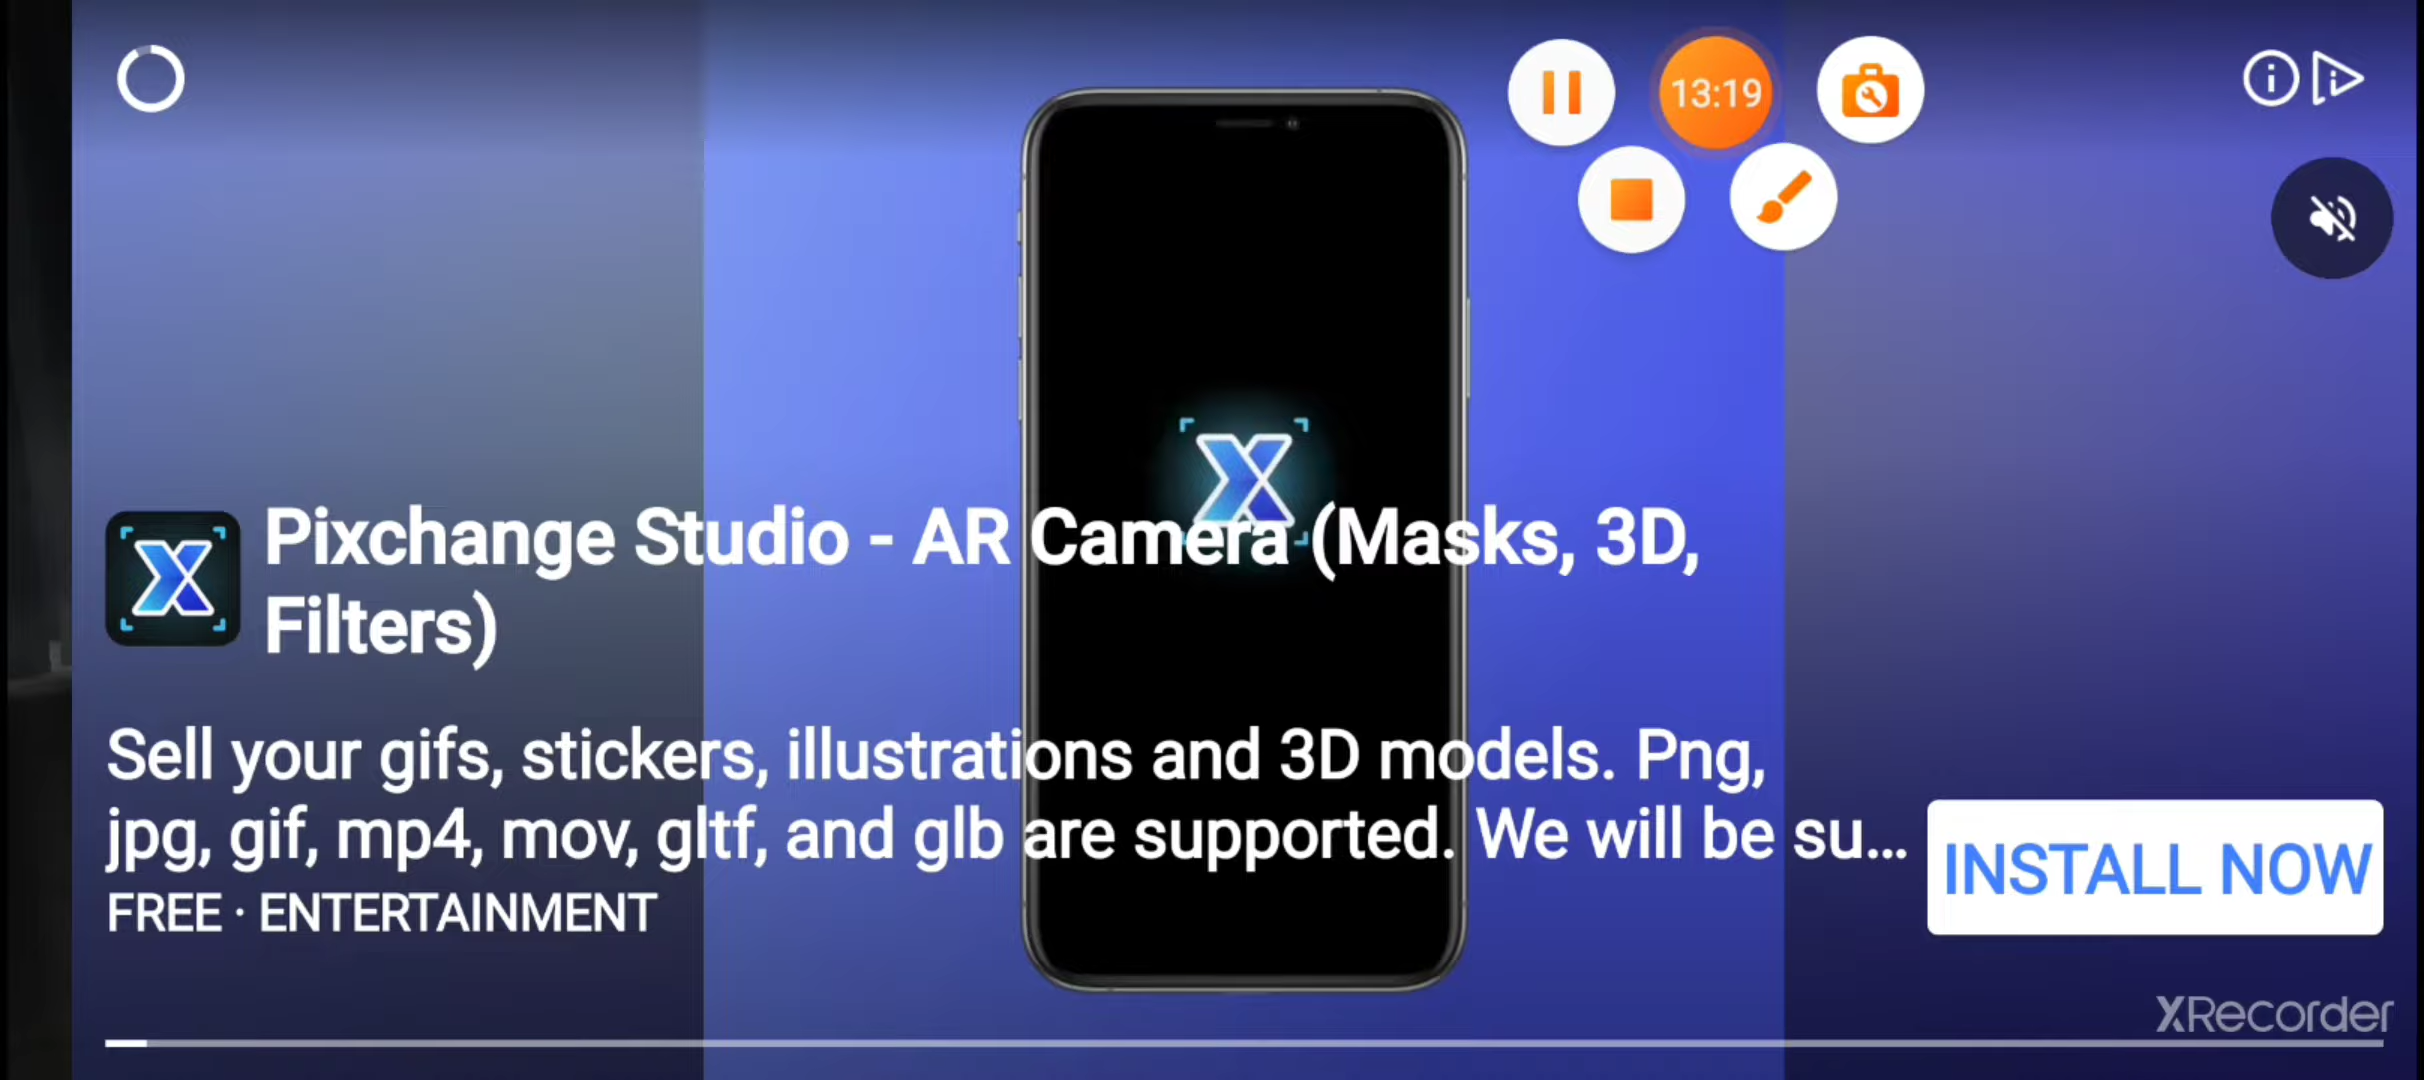 13:19
Pixchange Studio - AR Camera (Masks, 3D,
Filters)
Sell your gifs, stickers, illustrations and 3D models. Png,
jpg, gif, mp4, mov, gltf, and glb are supported. We will be su...
FREE · ENTERTAINMENT
INSTALL NOW
XRecorder